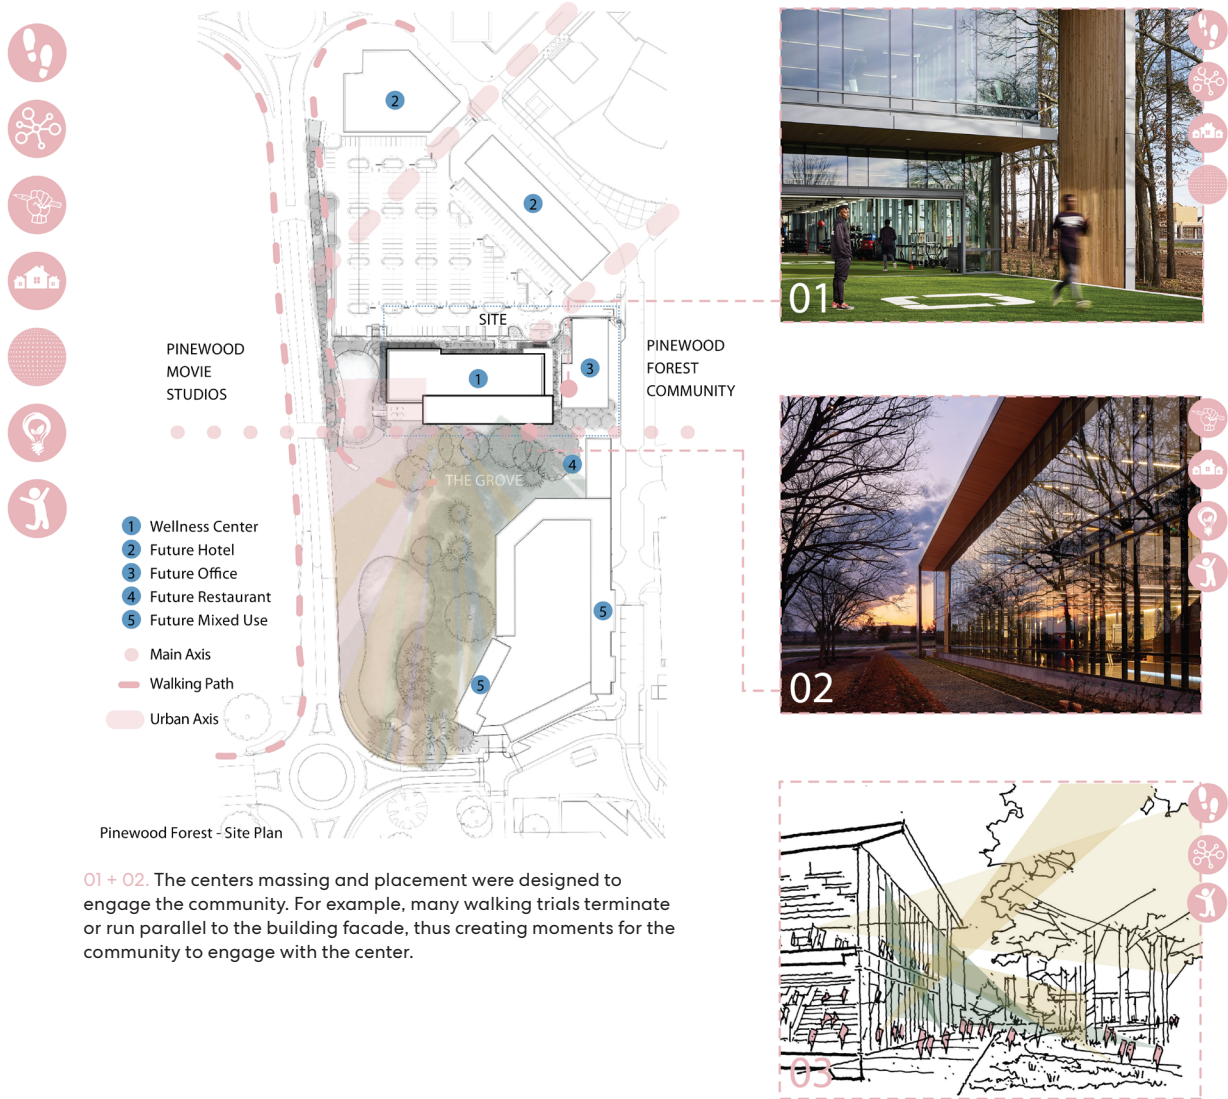 2
2
SITE
PINEWOOD
MOVIE
STUDIOS
PINEWOOD
FOREST
COMMUNITY
1
3
4
THE GROVE
5
5
1 Wellness Center
2 Future Hotel
3 Future Office
4 Future Restaurant
5 Future Mixed Use
Main Axis
Walking Path
Urban Axis
Pinewood Forest - Site Plan
01 + 02. The centers massing and placement were designed to
engage the community. For example, many walking trials terminate
or run parallel to the building facade, thus creating moments for the
community to engage with the center.
01
02
03